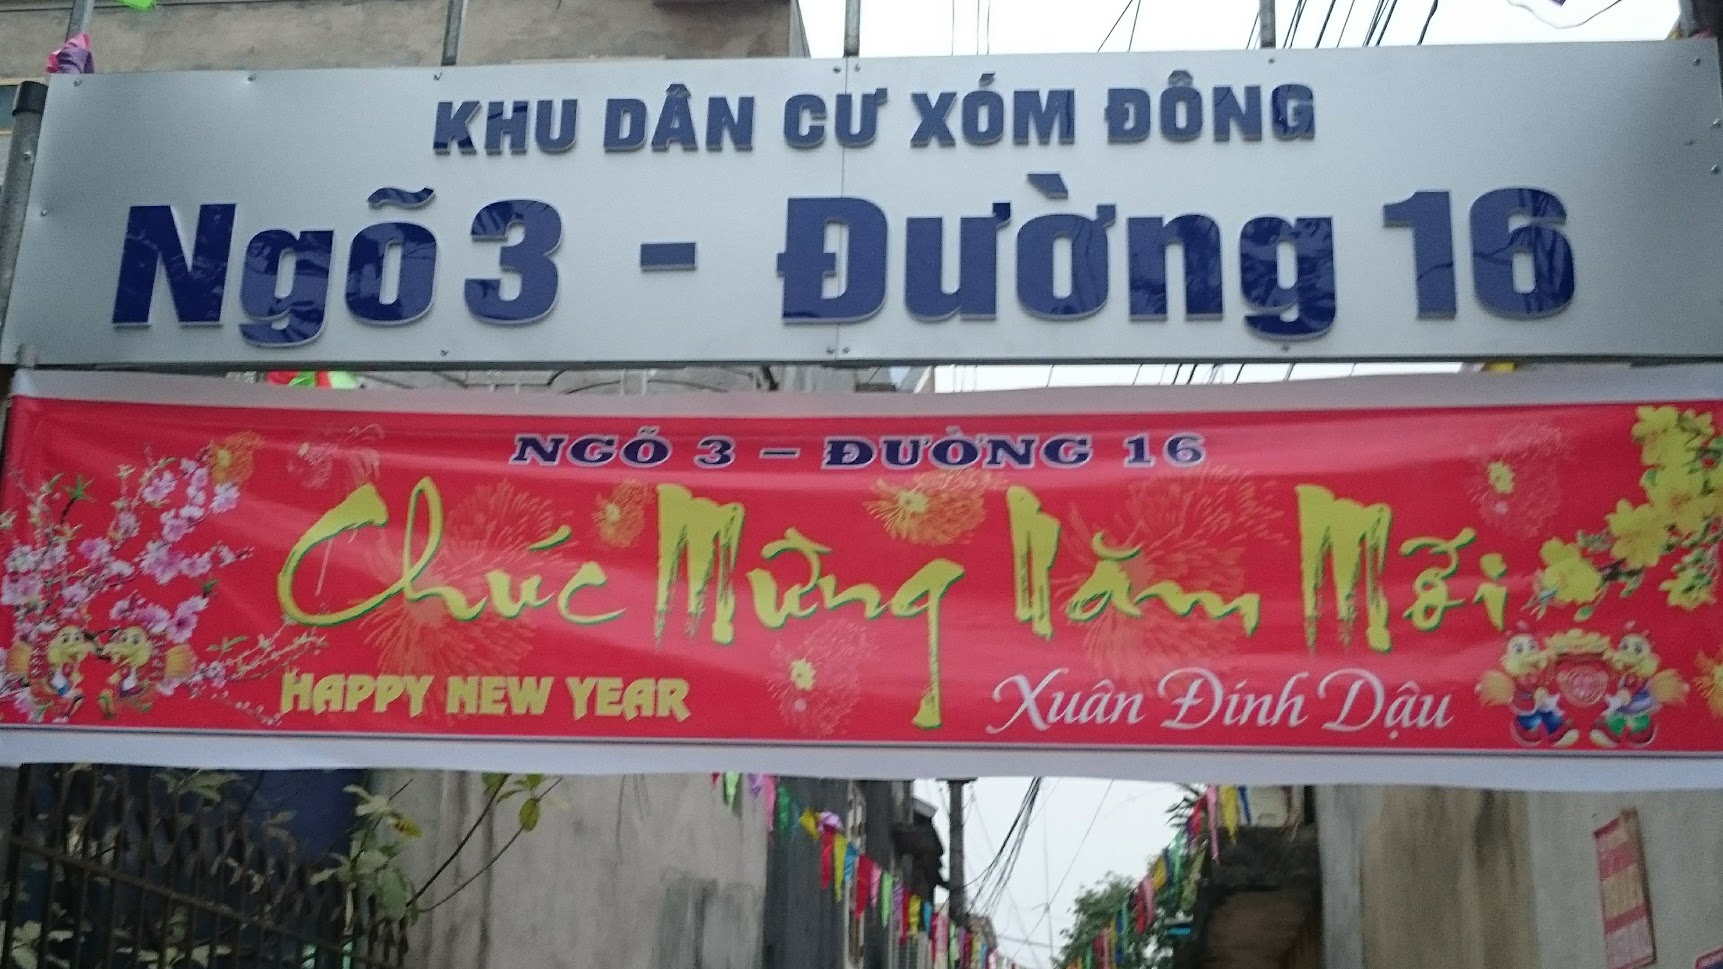 KHU DÂN CƯ XÓM ĐÔNG
Ngõ 3 - Đường 16
NGÕ 3 – ĐƯỜNG 16
Chúc Mừng Năm Mới
HAPPY NEW YEAR
Xuân Đinh Dậu